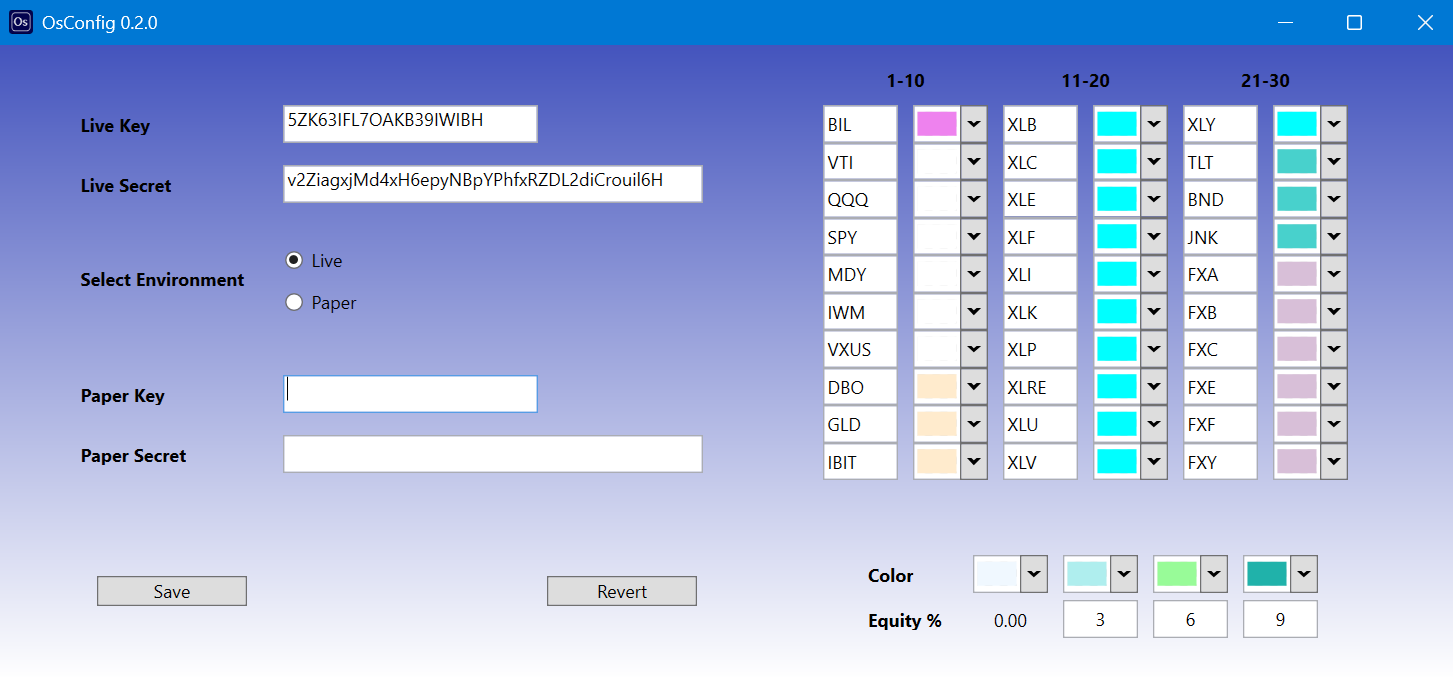 Os OsConfig 0.2.0
1-10 11-20 21-30
Live Key 5ZK63IFL7OAKB39IWIBH
Live Secret v2ZiagxjMd4xH6epyNBpYPhfxRZDL2diCrouil6H
Select Environment
Live
Paper
Paper Key
Paper Secret
BIL XLB XLY
VTI XLC TLT
QQQ XLE BND
SPY XLF JNK
MDY XLI FXA
IWM XLK FXB
VXUS XLP FXC
DBO XLRE FXE
GLD XLU FXF
IBIT XLV FXY
Save Revert
Color
Equity % 0.00 3 6 9